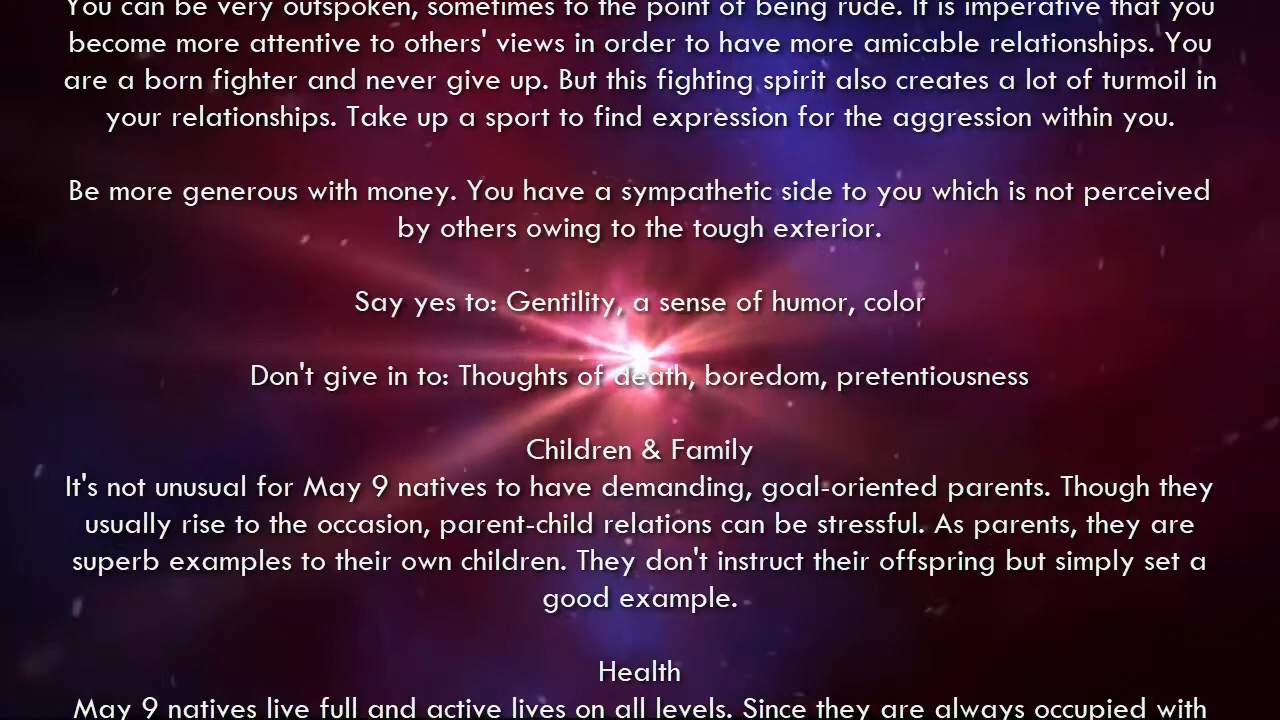 You can be very outspoken, sometimes to the point of being rude. It is imperative that you
become more attentive to others' views in order to have more amicable relationships. You
are a born fighter and never give up. But this fighting spirit also creates a lot of turmoil in
your relationships. Take up a sport to find expression for the aggression within you.
Be more generous with money. You have a sympathetic side to you which is not perceived
by others owing to the tough exterior.
Say yes to: Gentility, a sense of humor, color
Don't give in to: Thoughts of death, boredom, pretentiousness
Children & Family
It's not unusual for May 9 natives to have demanding, goal-oriented parents. Though they
usually rise to the occasion, parent-child relations can be stressful. As parents, they are
superb examples to their own children. They don't instruct their offspring but simply set a
good example.
Health
May 9 natives live full and active lives on all levels. Since they are always occupied with